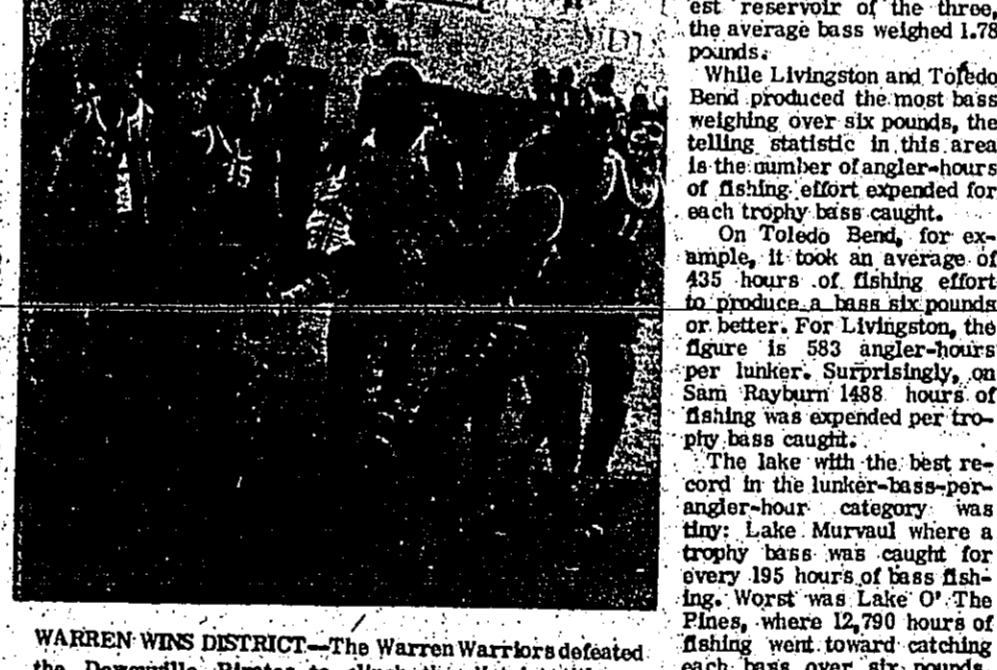 est reservoir of the three,
the average bass weighed 1.78
pounds.
While Livingston and Toledo
Bend produced the most bass
weighing over six pounds, the
telling statistic in this area
is the number of angler-hours
of fishing effort expended for
each trophy bass caught.
On Toledo Bend, for ex-
ample, it took an average of
435 hours of fishing effort
to produce a bass six pounds
or better. For Livingston, the
figure is 583 angler-hours
per lunker. Surprisingly, on
Sam Rayburn 1488 hours of
fishing was expended per tro-
phy bass caught.
The lake with the best re-
cord in the lunker-bass-per-
angler-hour category was
tiny: Lake Murvaul where a
trophy bass was caught for
every 195 hours of bass fish-
ing. Worst was Lake O' The
Pines, where 12,790 hours of
fishing went toward catching
each bass over six pounds.
WARREN WINS DISTRICT—The Warren Warriors defeated
the Pirates to